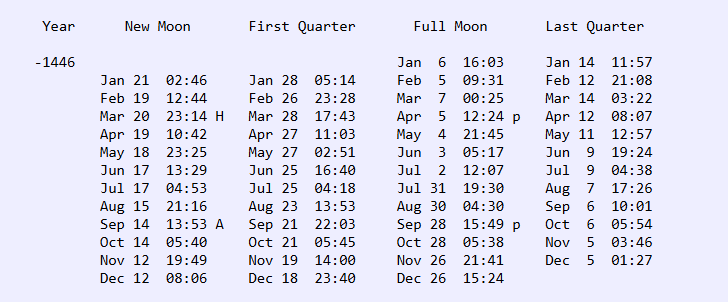 Year New Moon First Quarter Full Moon Last Quarter
-1446 Jan 6 16:03 Jan 14 11:57
Jan 21 02:46 Jan 28 05:14 Feb 5 09:31 Feb 12 21:08
Feb 19 12:44 Feb 26 23:28 Mar 7 00:25 Mar 14 03:22
Mar 20 23:14 H Mar 28 17:43 Apr 5 12:24 p Apr 12 08:07
Apr 19 10:42 Apr 27 11:03 May 4 21:45 May 11 12:57
May 18 23:25 May 27 02:51 Jun 3 05:17 Jun 9 19:24
Jun 17 13:29 Jun 25 16:40 Jul 2 12:07 Jul 9 04:38
Jul 17 04:53 Jul 25 04:18 Jul 31 19:30 Aug 7 17:26
Aug 15 21:16 Aug 23 13:53 Aug 30 04:30 Sep 6 10:01
Sep 14 13:53 A Sep 21 22:03 Sep 28 15:49 p Oct 6 05:54
Oct 14 05:40 Oct 21 05:45 Oct 28 05:38 Nov 5 03:46
Nov 12 19:49 Nov 19 14:00 Nov 26 21:41 Dec 5 01:27
Dec 12 08:06 Dec 18 23:40 Dec 26 15:24